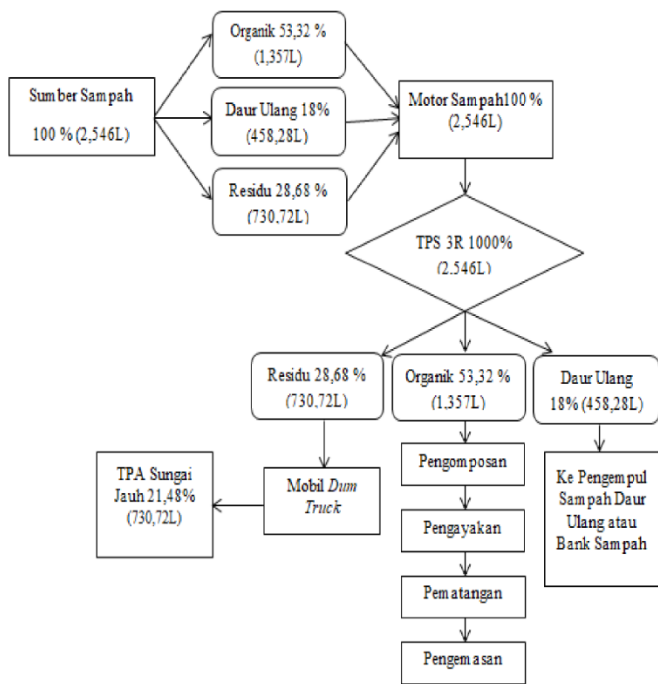 Organik 53,32 %
(1,357L)
Sumber Sampah
100 % (2,546L)
Daur Ulang 18%
(458,28L)
Motor Sampah100 %
(2,546L)
Residu 28,68 %
(730,72L)
TPS 3R 1000%
(2.546L)
Residu 28,68 %
(730,72L)
Organik 53,32 %
(1,357L)
Daur Ulang
18% (458,28L)
TPA Sungai
Jauh 21,48%
(730,72L)
Mobil Dum
Truck
Pengomposan
Pengayakan
Pematangan
Pengemasan
Ke Pengempul
Sampah Daur
Ulang atau
Bank Sampah